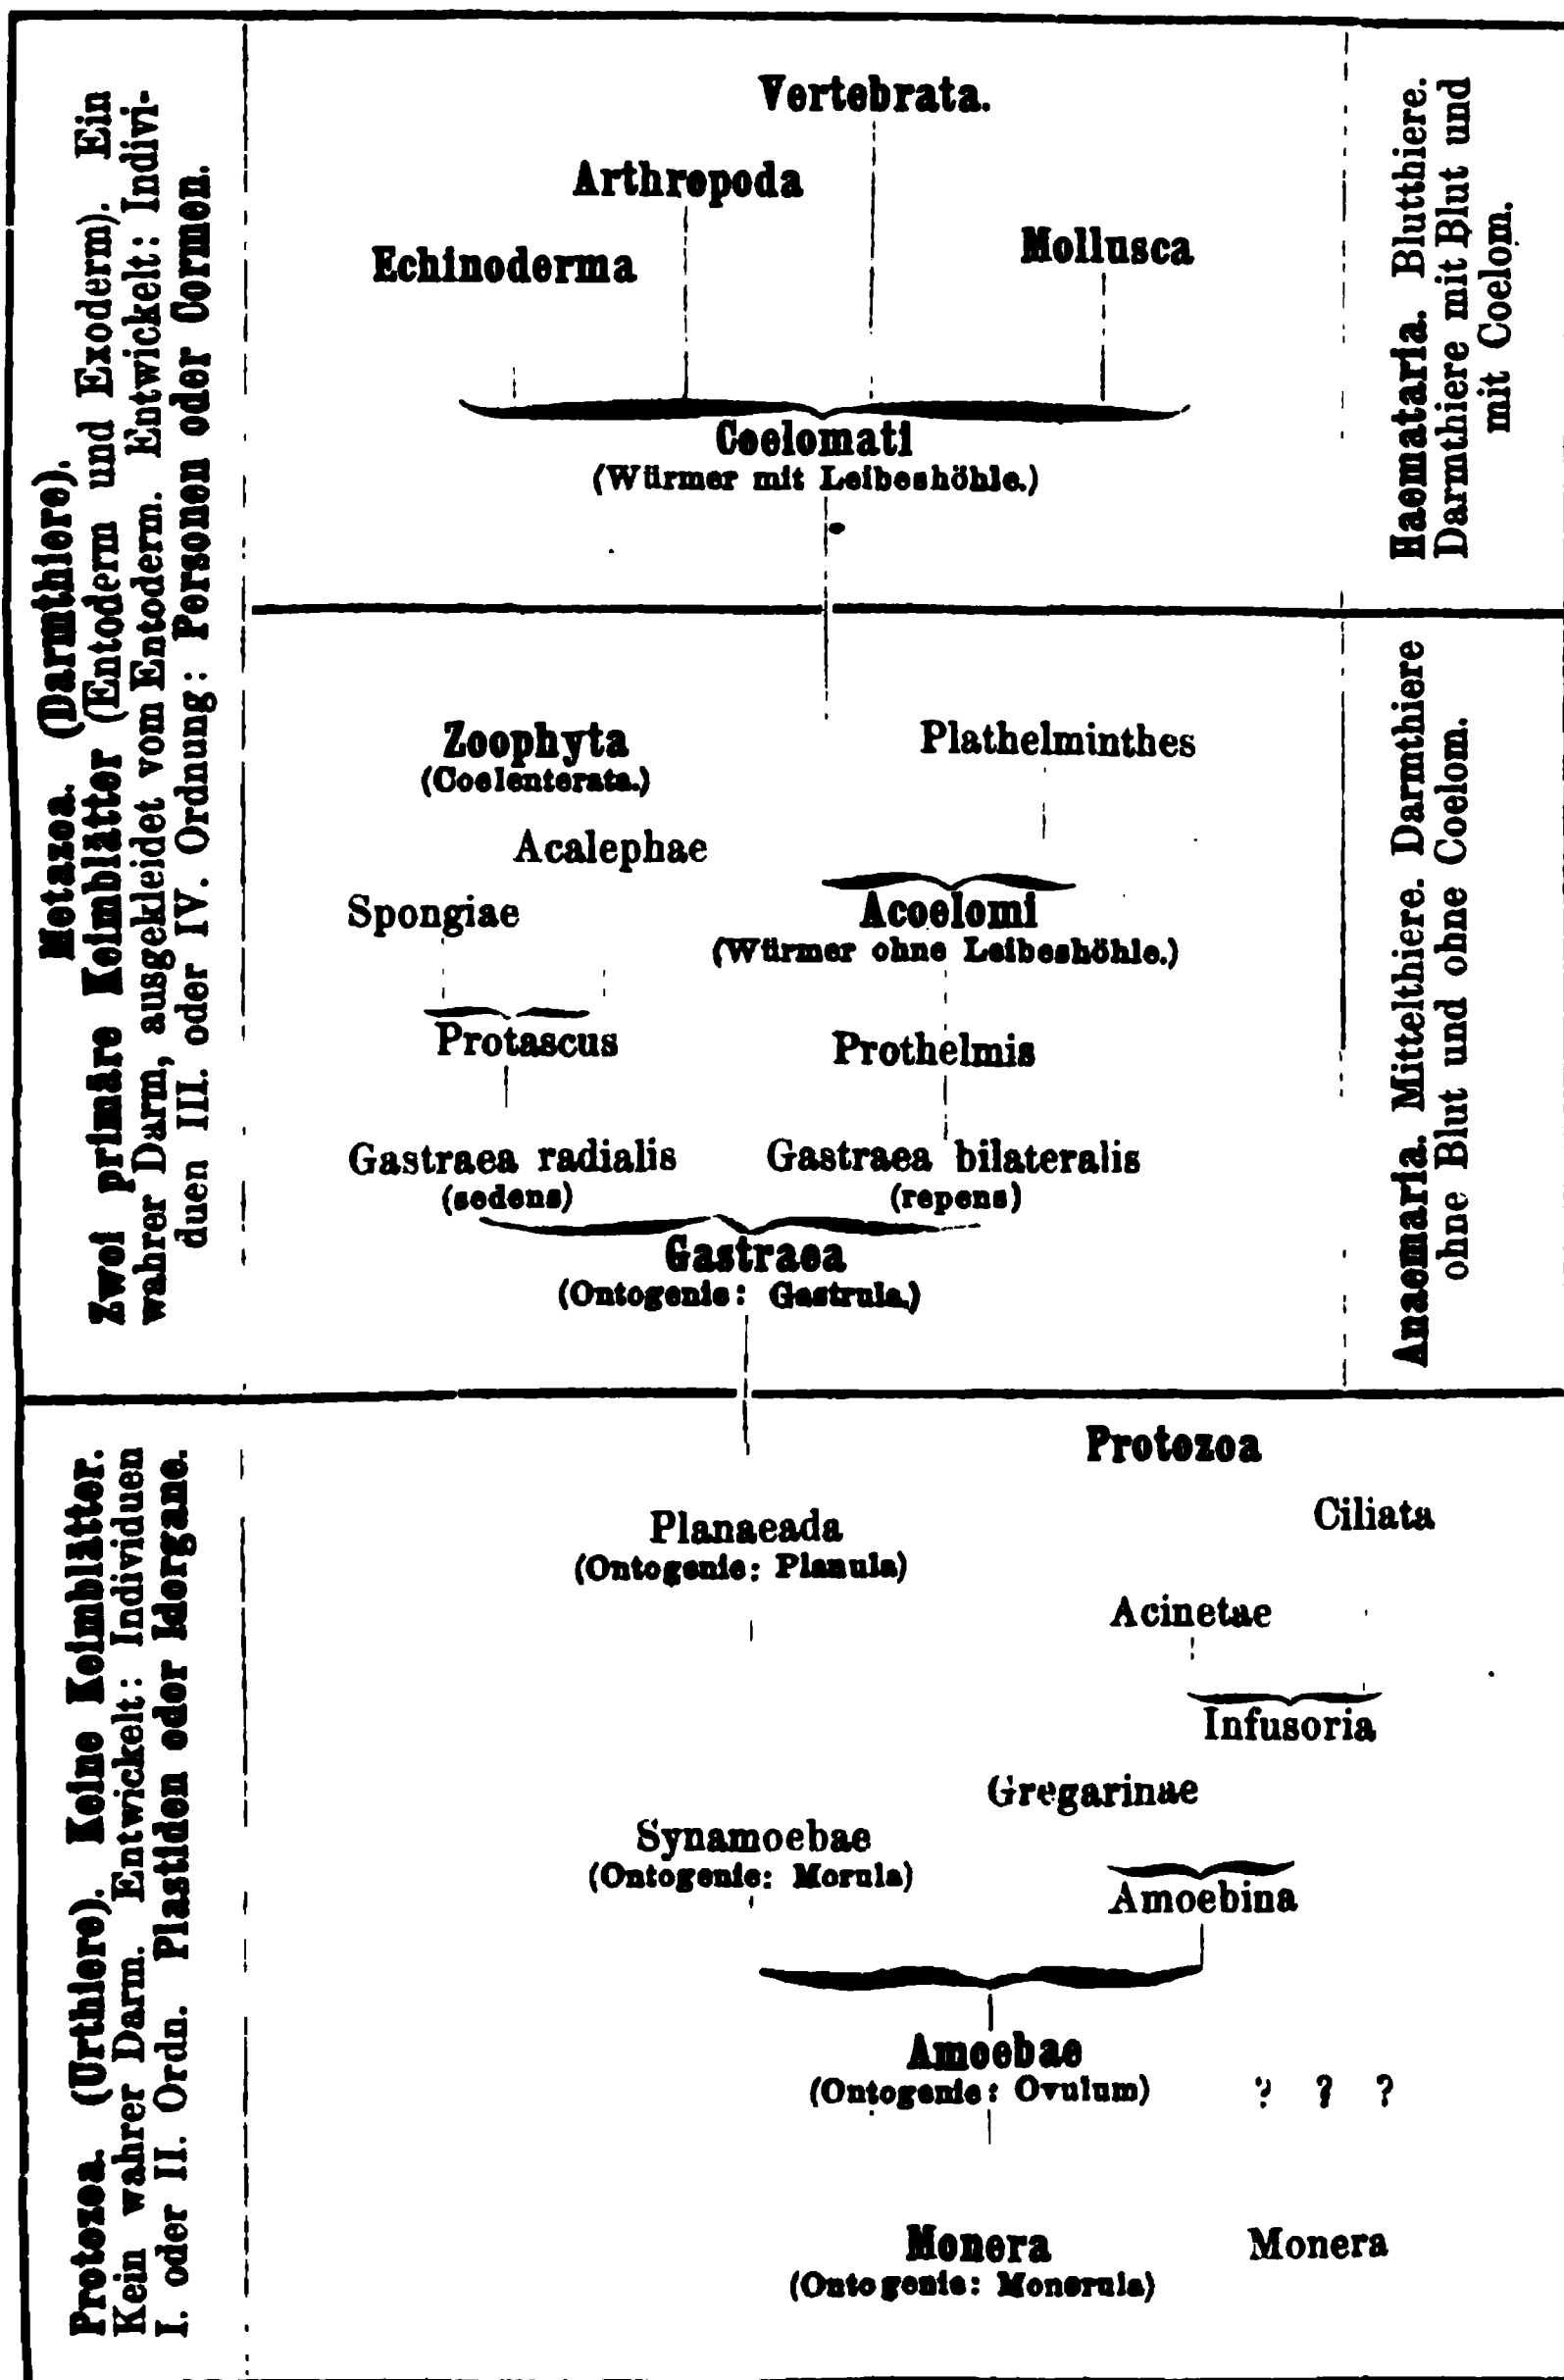 Metazoa. (Darmthiere).
Zwei primäre Keimblätter (Entoderm und Exoderm). Ein
wahrer Darm, ausgekleidet vom Entoderm. Entwickelt: Indivi-
duen III. oder IV. Ordnung: Personen oder Cormen.
Vertebrata.
Arthropoda
Echinoderma
Mollusca
Coelomati
(Würmer mit Leibeshöhle.)
Haemataria. Blutthiere.
Darmthiere mit Blut und
mit Coelom.
Zoophyta
(Coelenterata.)
Plathelminthes
Acalephae
Spongiae
Acoelomi
(Würmer ohne Leibeshöhle.)
Protascus
Prothelmis
Gastraea radialis
(sedens)
Gastraea bilateralis
(repens)
Gastraea
(Ontogenie: Gastrula.)
Anaemaria. Mittelthiere. Darmthiere
ohne Blut und ohne Coelom.
Protozoa. (Urthiere). Keine Keimblätter.
Kein wahrer Darm. Entwickelt: Individuen
I. oder II. Ordn. Plastiden oder Idorgane.
Protozoa
Planaeada
(Ontogenie: Planula)
Ciliata
Acinetae
Infusoria
Gregarinae
Synamoebae
(Ontogenie: Morula)
Amoebina
Amoebae
(Ontogenie: Ovulum)
? ? ?
Monera
(Ontogenie: Monerula)
Monera